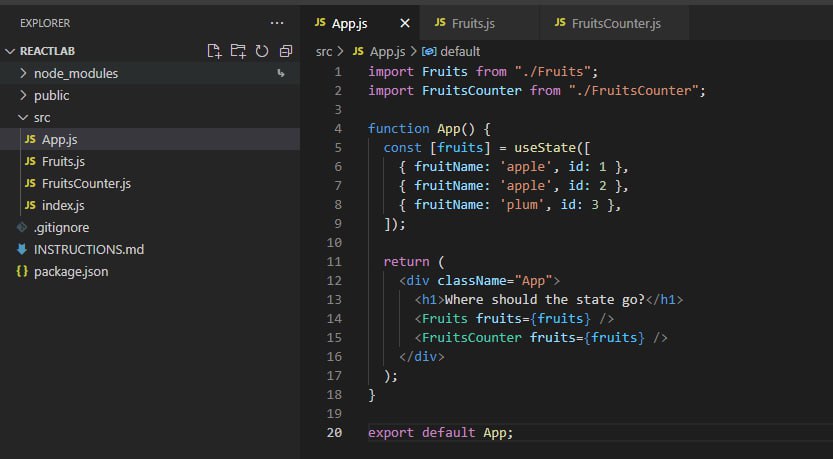 EXPLORER
REACTLAB
node_modules
public
src
JS App.js
JS Fruits.js
JS FruitsCounter.js
JS index.js
.gitignore
INSTRUCTIONS.md
{} package.json
JS App.js × JS Fruits.js JS FruitsCounter.js
src > JS App.js > default
1 import Fruits from "./Fruits";
2 import FruitsCounter from "./FruitsCounter";
3
4 function App() {
5   const [fruits] = useState([
6     { fruitName: 'apple', id: 1 },
7     { fruitName: 'apple', id: 2 },
8     { fruitName: 'plum', id: 3 },
9   ]);
10
11   return (
12     <div className="App">
13       <h1>Where should the state go?</h1>
14       <Fruits fruits={fruits} />
15       <FruitsCounter fruits={fruits} />
16     </div>
17   );
18 }
19
20 export default App;